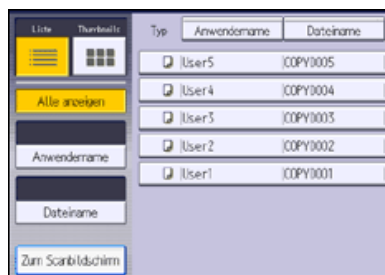 Liste Thumbnails Typ Anwendername Dateiname
User5 COPY0005
Alle anzeigen User4 COPY0004
User3 COPY0003
Anwendername User2 COPY0002
User1 COPY0001
Dateiname
Zum Scanbildschirm